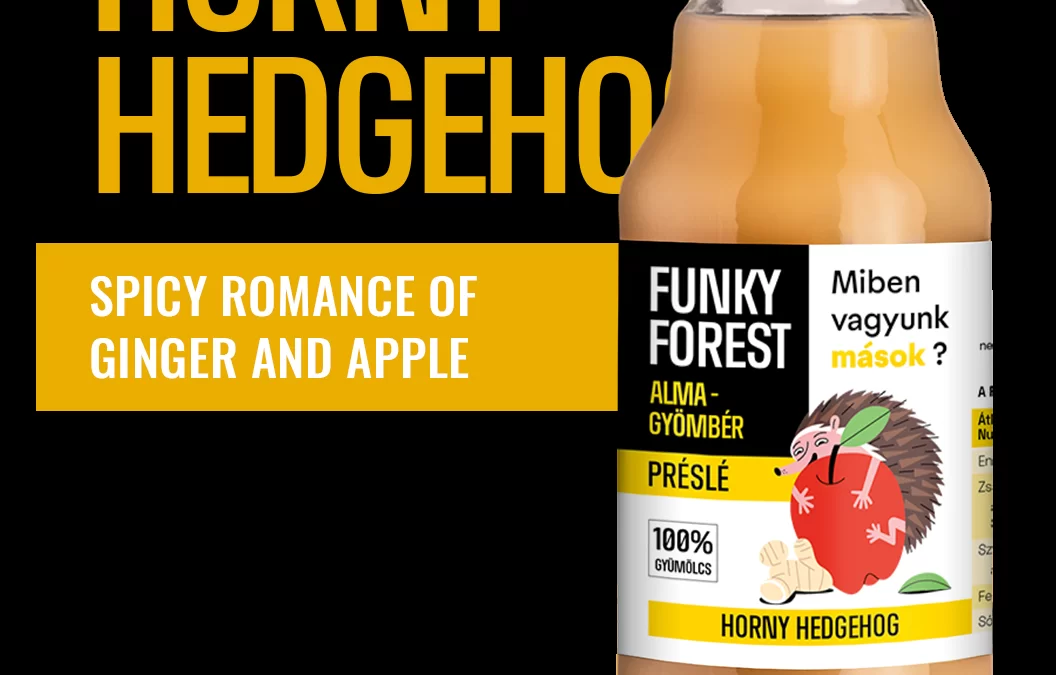 HORNY
HEDGEHOG
SPICY ROMANCE OF
GINGER AND APPLE
FUNKY
FOREST
ALMA-
GYÖMBÉR
PRÉSLÉ
100%
GYÜMÖLCS
HORNY HEDGEHOG
Miben
vagyunk
mások ?